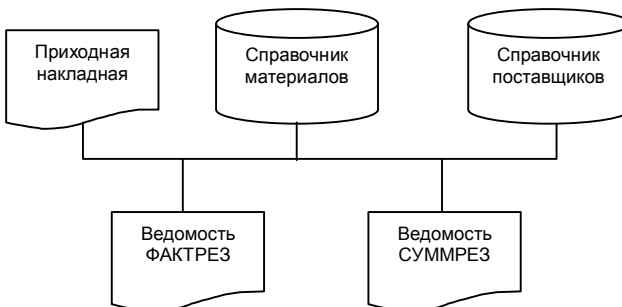 Приходная
накладная
Справочник
материалов
Справочник
поставщиков
Ведомость
ФАКТРЕЗ
Ведомость
СУММРЕЗ